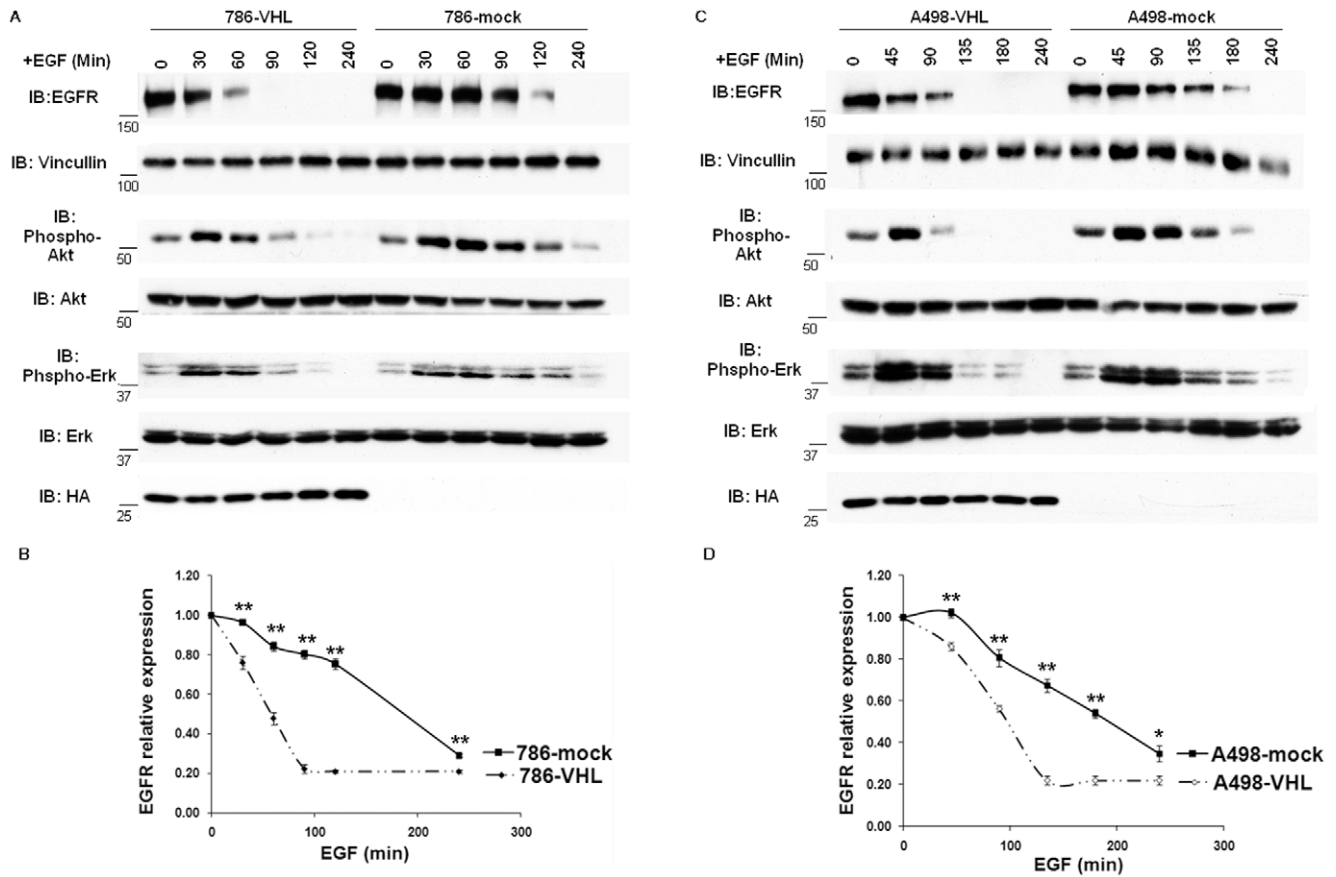 A
786-VHL 786-mock
+EGF (Min) 0 30 60 90 120 240 0 30 60 90 120 240
IB:EGFR
150
IB: Vincullin
100
IB:
Phospho-
Akt
50
IB: Akt
50
IB:
Phspho-Erk
37
IB: Erk
37
IB: HA
25
C
A498-VHL A498-mock
+EGF (Min) 0 45 90 135 180 240 0 45 90 135 180 240
IB:EGFR
150
IB: Vincullin
100
IB:
Phospho-
Akt
50
IB: Akt
50
IB:
Phspho-Erk
37
IB: Erk
37
IB: HA
25
B
EGFR relative expression
1.20
1.00
0.80
0.60
0.40
0.20
0.00
** ** ** ** **
786-mock
786-VHL
0 100 200 300
EGF (min)
D
EGFR relative expression
1.20
1.00
0.80
0.60
0.40
0.20
0.00
** ** ** ** *
A498-mock
A498-VHL
0 100 200 300
EGF (min)